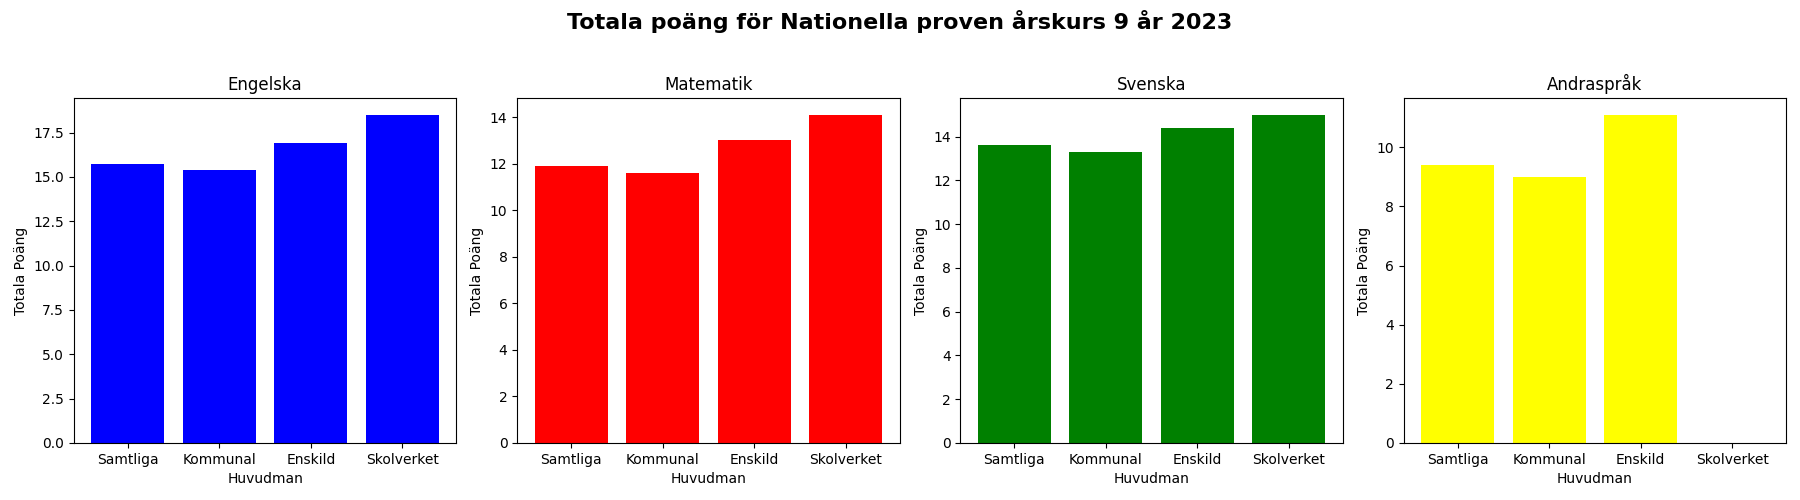 Totala poäng för Nationella proven årskurs 9 år 2023
Engelska
Totala Poäng
17.5
15.0
12.5
10.0
7.5
5.0
2.5
0.0
Samtliga Kommunal Enskild Skolverket
Huvudman
Matematik
Totala Poäng
14
12
10
8
6
4
2
0
Samtliga Kommunal Enskild Skolverket
Huvudman
Svenska
Totala Poäng
14
12
10
8
6
4
2
0
Samtliga Kommunal Enskild Skolverket
Huvudman
Andraspråk
Totala Poäng
10
8
6
4
2
0
Samtliga Kommunal Enskild Skolverket
Huvudman